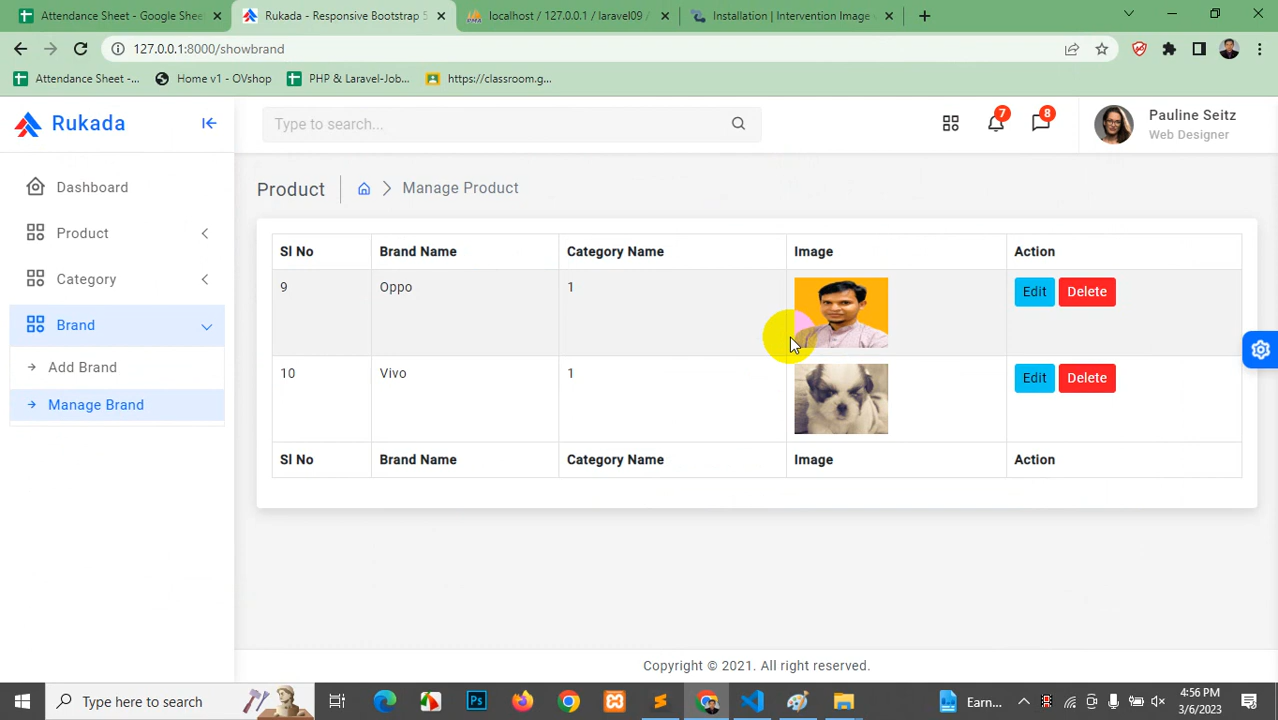 Attendance Sheet - Google Sheet
Rukada - Responsive Bootstrap 5
localhost / 127.0.0.1 / laravel09 /
Installation | Intervention Image v
127.0.0.1:8000/showbrand
Attendance Sheet -...
Home v1 - OVshop
PHP & Laravel-Job...
https://classroom.g...
Rukada
Type to search...
7
8
Pauline Seitz
Web Designer
Dashboard
Product
Category
Brand
Add Brand
Manage Brand
Product
Manage Product
Sl No Brand Name Category Name Image Action
9 Oppo 1 Edit Delete
10 Vivo 1 Edit Delete
Sl No Brand Name Category Name Image Action
Copyright © 2021. All right reserved.
Type here to search
Ps
Earn...
4:56 PM
3/6/2023